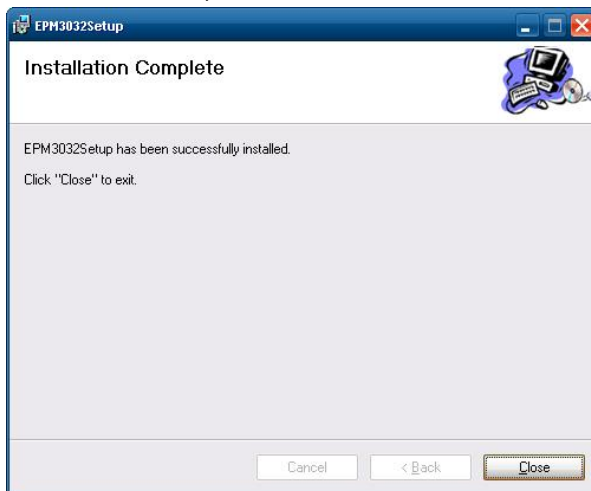 EPM3032Setup
Installation Complete
EPM3032Setup has been successfully installed.
Click "Close" to exit.
Cancel
< Back
Close